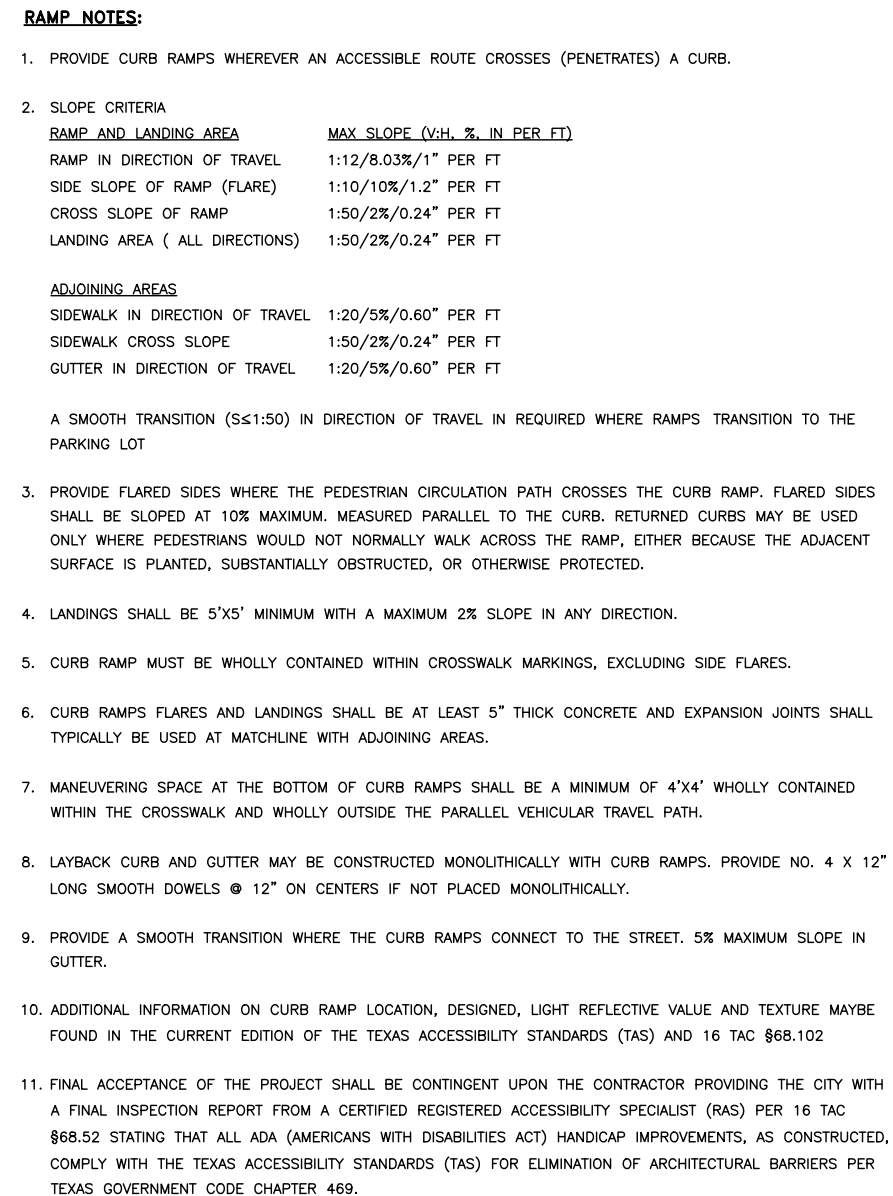 RAMP NOTES:
1. PROVIDE CURB RAMPS WHEREVER AN ACCESSIBLE ROUTE CROSSES (PENETRATES) A CURB.
2. SLOPE CRITERIA
RAMP AND LANDING AREA MAX SLOPE (V:H, %, IN PER FT)
RAMP IN DIRECTION OF TRAVEL 1:12/8.03%/1" PER FT
SIDE SLOPE OF RAMP (FLARE) 1:10/10%/1.2" PER FT
CROSS SLOPE OF RAMP 1:50/2%/0.24" PER FT
LANDING AREA ( ALL DIRECTIONS) 1:50/2%/0.24" PER FT
ADJOINING AREAS
SIDEWALK IN DIRECTION OF TRAVEL 1:20/5%/0.60" PER FT
SIDEWALK CROSS SLOPE 1:50/2%/0.24" PER FT
GUTTER IN DIRECTION OF TRAVEL 1:20/5%/0.60" PER FT
A SMOOTH TRANSITION (S≤1:50) IN DIRECTION OF TRAVEL IN REQUIRED WHERE RAMPS TRANSITION TO THE
PARKING LOT
3. PROVIDE FLARED SIDES WHERE THE PEDESTRIAN CIRCULATION PATH CROSSES THE CURB RAMP. FLARED SIDES
SHALL BE SLOPED AT 10% MAXIMUM. MEASURED PARALLEL TO THE CURB. RETURNED CURBS MAY BE USED
ONLY WHERE PEDESTRIANS WOULD NOT NORMALLY WALK ACROSS THE RAMP, EITHER BECAUSE THE ADJACENT
SURFACE IS PLANTED, SUBSTANTIALLY OBSTRUCTED, OR OTHERWISE PROTECTED.
4. LANDINGS SHALL BE 5'X5' MINIMUM WITH A MAXIMUM 2% SLOPE IN ANY DIRECTION.
5. CURB RAMP MUST BE WHOLLY CONTAINED WITHIN CROSSWALK MARKINGS, EXCLUDING SIDE FLARES.
6. CURB RAMPS FLARES AND LANDINGS SHALL BE AT LEAST 5" THICK CONCRETE AND EXPANSION JOINTS SHALL
TYPICALLY BE USED AT MATCHLINE WITH ADJOINING AREAS.
7. MANEUVERING SPACE AT THE BOTTOM OF CURB RAMPS SHALL BE A MINIMUM OF 4'X4' WHOLLY CONTAINED
WITHIN THE CROSSWALK AND WHOLLY OUTSIDE THE PARALLEL VEHICULAR TRAVEL PATH.
8. LAYBACK CURB AND GUTTER MAY BE CONSTRUCTED MONOLITHICALLY WITH CURB RAMPS. PROVIDE NO. 4 X 12"
LONG SMOOTH DOWELS @ 12" ON CENTERS IF NOT PLACED MONOLITHICALLY.
9. PROVIDE A SMOOTH TRANSITION WHERE THE CURB RAMPS CONNECT TO THE STREET. 5% MAXIMUM SLOPE IN
GUTTER.
10. ADDITIONAL INFORMATION ON CURB RAMP LOCATION, DESIGNED, LIGHT REFLECTIVE VALUE AND TEXTURE MAYBE
FOUND IN THE CURRENT EDITION OF THE TEXAS ACCESSIBILITY STANDARDS (TAS) AND 16 TAC §68.102
11. FINAL ACCEPTANCE OF THE PROJECT SHALL BE CONTINGENT UPON THE CONTRACTOR PROVIDING THE CITY WITH
A FINAL INSPECTION REPORT FROM A CERTIFIED REGISTERED ACCESSIBILITY SPECIALIST (RAS) PER 16 TAC
§68.52 STATING THAT ALL ADA (AMERICANS WITH DISABILITIES ACT) HANDICAP IMPROVEMENTS, AS CONSTRUCTED,
COMPLY WITH THE TEXAS ACCESSIBILITY STANDARDS (TAS) FOR ELIMINATION OF ARCHITECTURAL BARRIERS PER
TEXAS GOVERNMENT CODE CHAPTER 469.